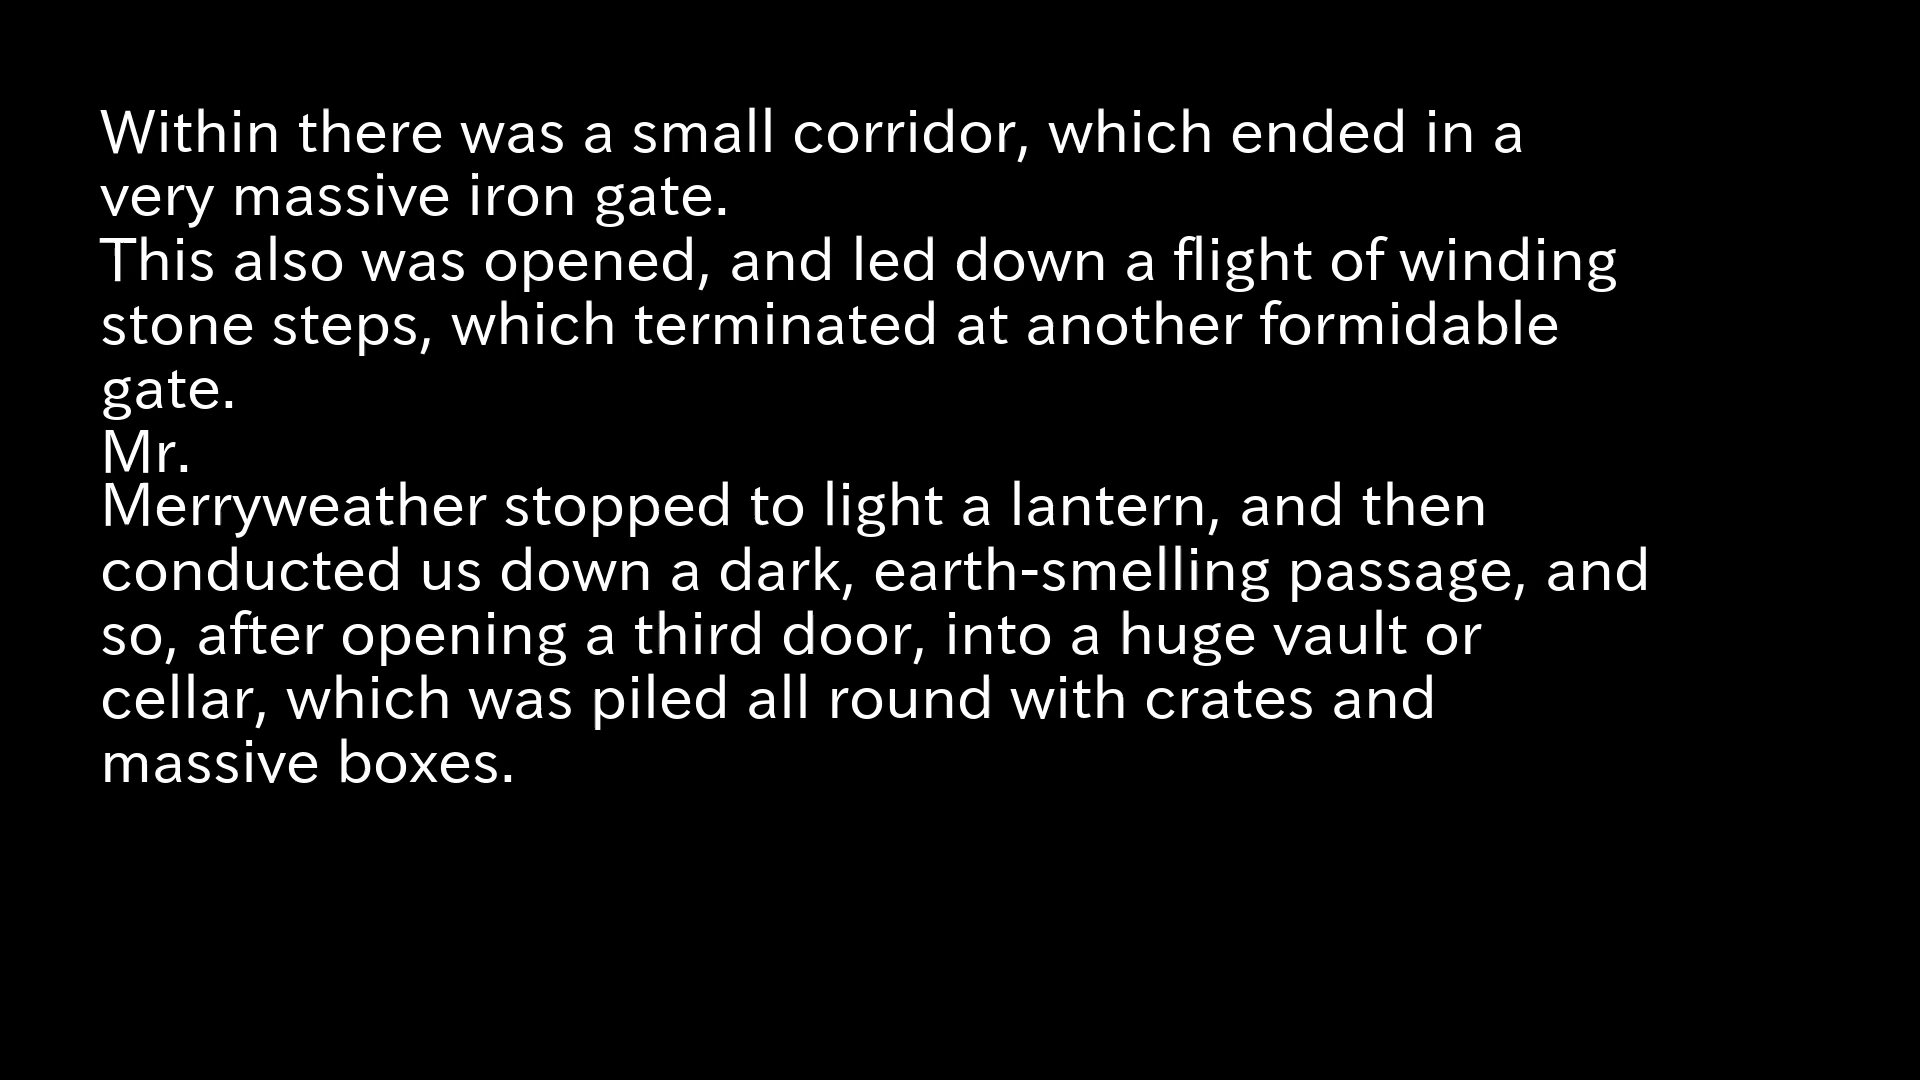 Within there was a small corridor, which ended in a
very massive iron gate.
This also was opened, and led down a flight of winding
stone steps, which terminated at another formidable
gate.
Mr.
Merryweather stopped to light a lantern, and then
conducted us down a dark, earth-smelling passage, and
so, after opening a third door, into a huge vault or
cellar, which was piled all round with crates and
massive boxes.